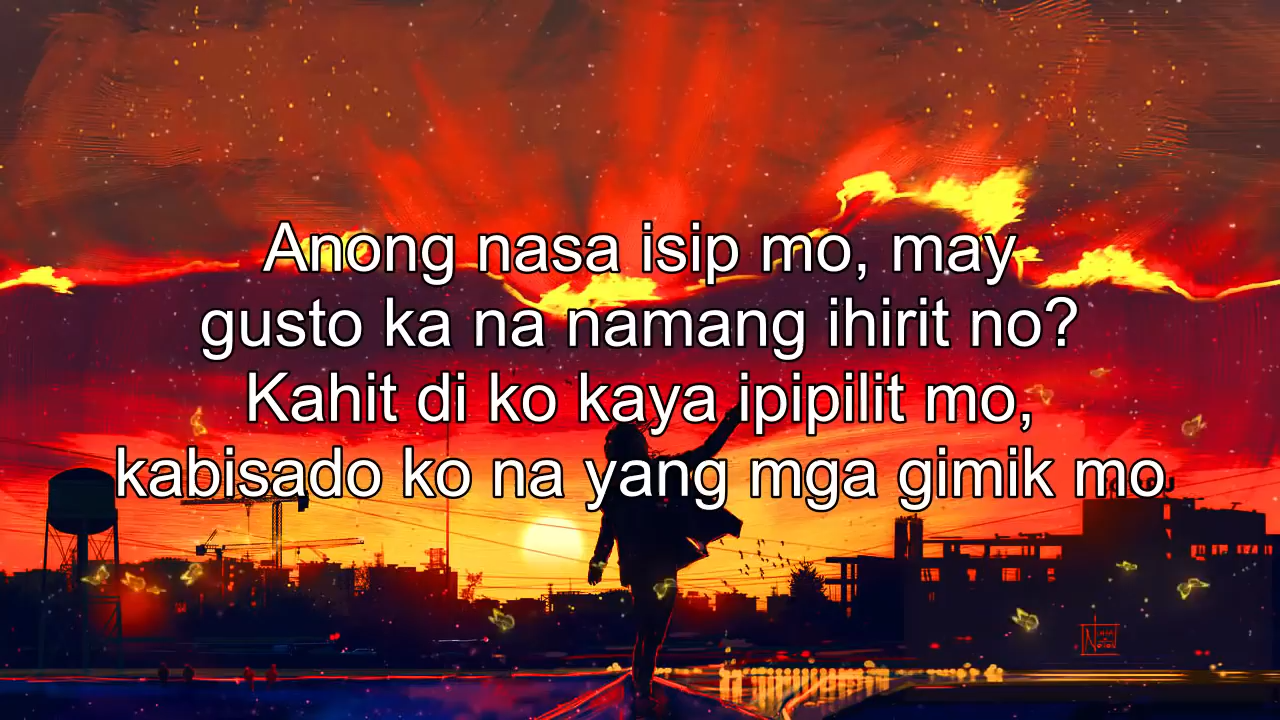 Anong nasa isip mo, may
gusto ka na namang ihirit no?
Kahit di ko kaya ipipilit mo,
kabisado ko na yang mga gimik mo